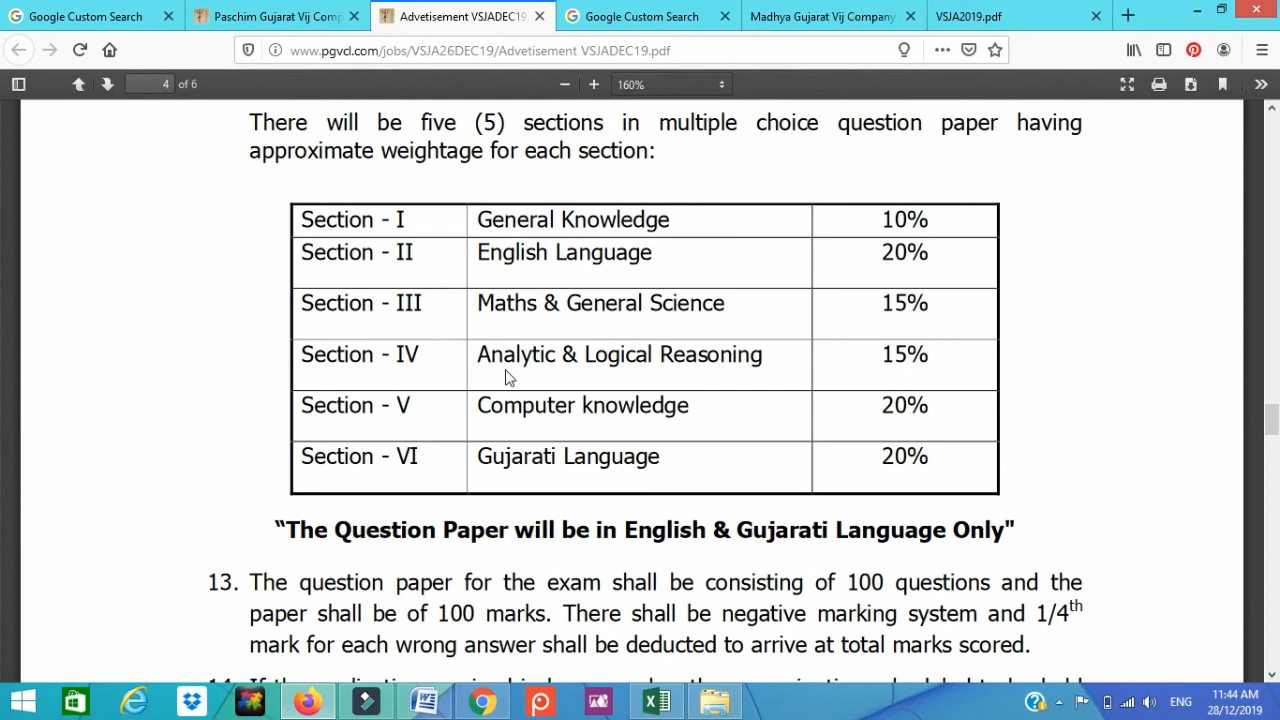 Google Custom Search
Paschim Gujarat Vij Comp
Advetisement VSJADEC19.
Google Custom Search
Madhya Gujarat Vij Company
VSJA2019.pdf
www.pgvcl.com/jobs/VSJA26DEC19/Advetisement VSJADEC19.pdf
4 of 6
160%
There will be five (5) sections in multiple choice question paper having
approximate weightage for each section:
Section - I General Knowledge 10%
Section - II English Language 20%
Section - III Maths & General Science 15%
Section - IV Analytic & Logical Reasoning 15%
Section - V Computer knowledge 20%
Section - VI Gujarati Language 20%
“The Question Paper will be in English & Gujarati Language Only"
13. The question paper for the exam shall be consisting of 100 questions and the
paper shall be of 100 marks. There shall be negative marking system and 1/4th
mark for each wrong answer shall be deducted to arrive at total marks scored.
ENG
11:44 AM
28/12/2019